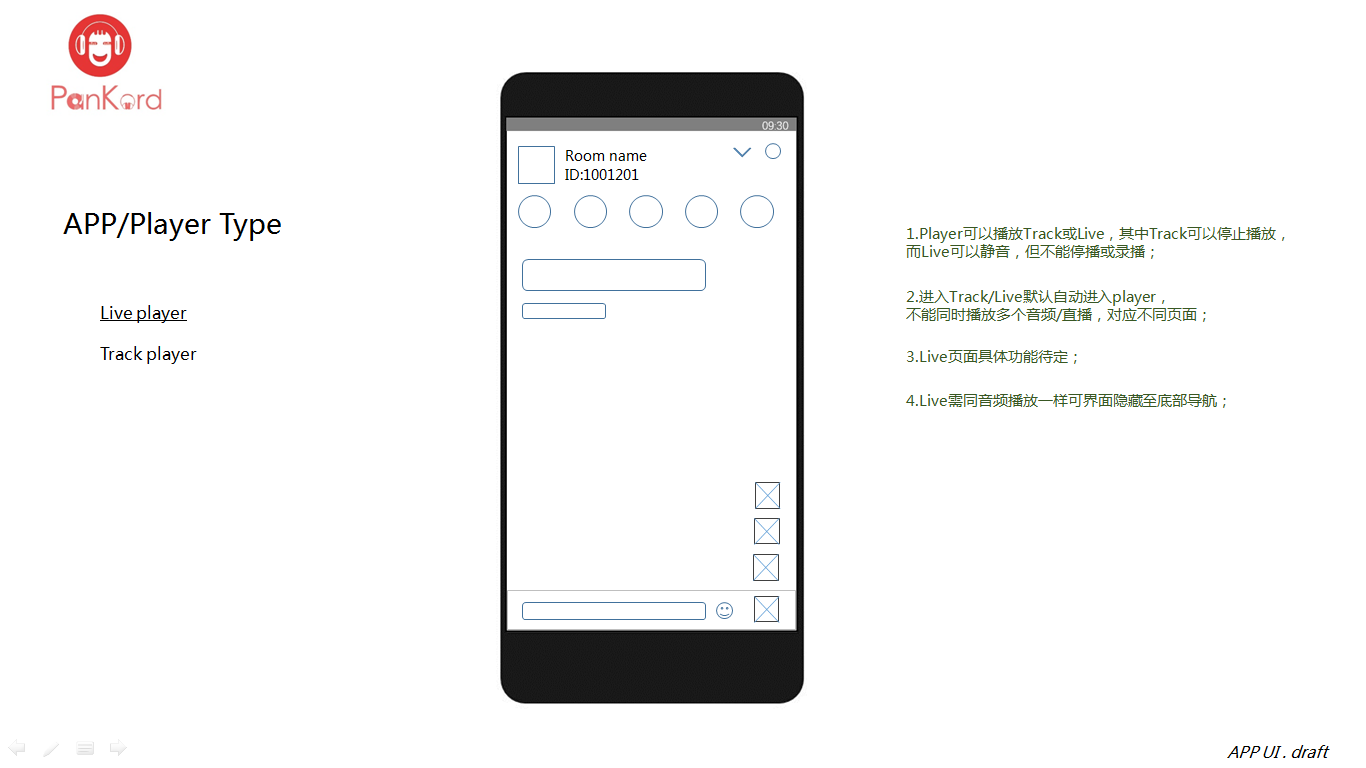 PanKord
09:30
Room name
ID:1001201
APP/Player Type
Live player
Track player
1.Player可以播放Track或Live，其中Track可以停止播放，
而Live可以静音，但不能停播或录播；
2.进入Track/Live默认自动进入player，
不能同时播放多个音频/直播，对应不同页面；
3.Live页面具体功能待定；
4.Live需同音频播放一样可界面隐藏至底部导航；
APP UI . draft